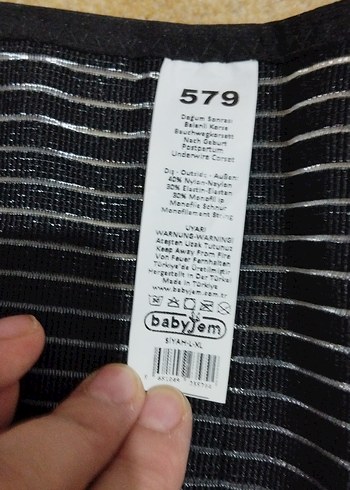 579
Doğum Sonrası
Balenli Korse
Bauchwegkorsett
Nach Geburt
Postpartum
Underwire Corset
Dış - Outside - Außen:
40% Nylon-Naylon
30% Elastin-Elastan
30% Monofil ip
Monofile Schnur
Monofilament String
UYARI
WARNUNG-WARNING!
Ateşten Uzak Tutunuz
Keep Away From Fire
Von Feuer Fernhalten
Türkiye'de Üretilmiştir
Hergestellt in Der Türkei
Made in Türkiye
www.babyjem.com.tr
babyjem
SİYAH-L-XL